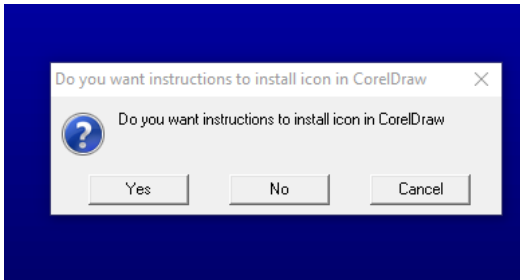 Do you want instructions to install icon in CorelDraw
Do you want instructions to install icon in CorelDraw
Yes No Cancel